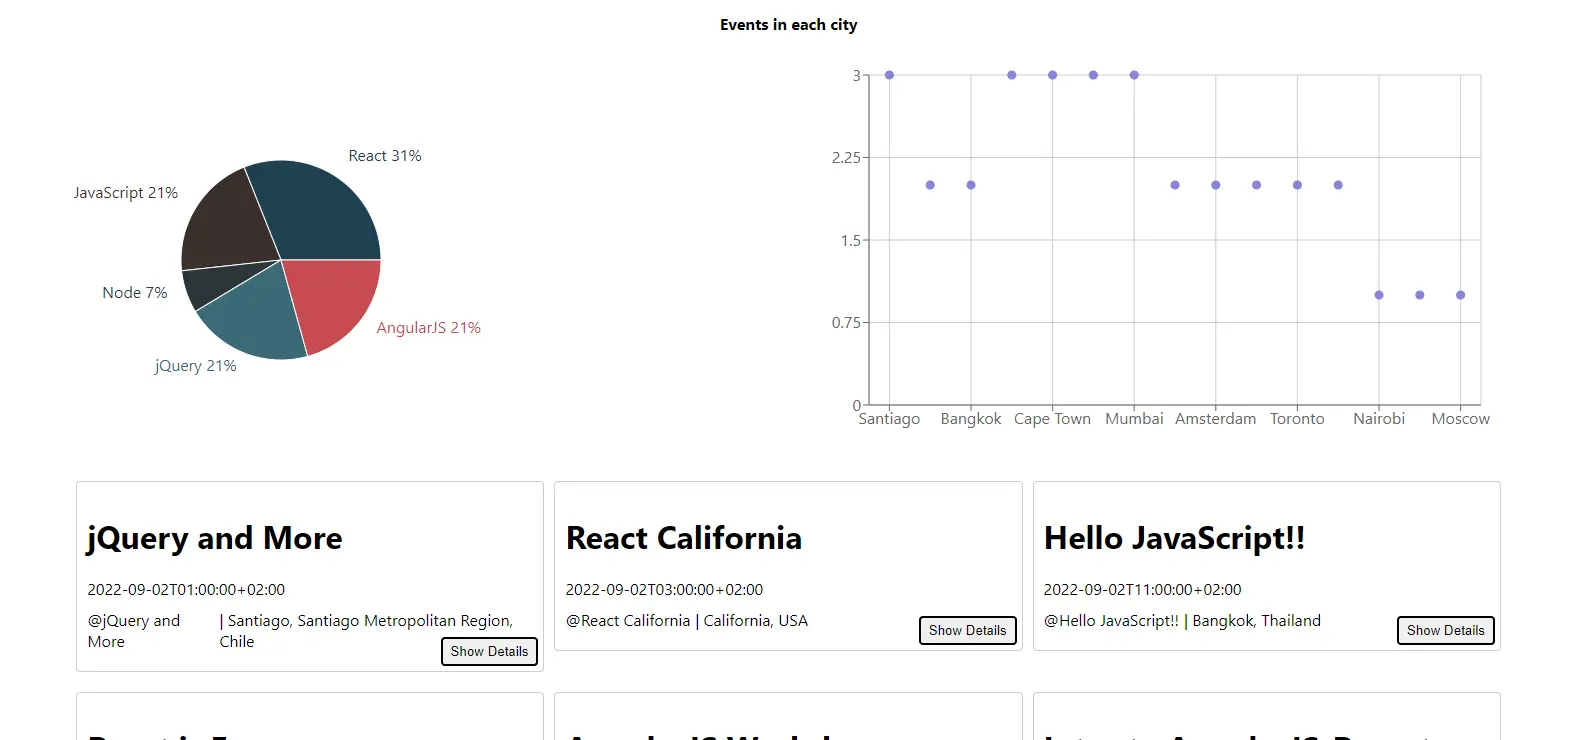 Events in each city
React 31%
JavaScript 21%
Node 7%
jQuery 21%
AngularJS 21%
3
2.25
1.5
0.75
0
Santiago Bangkok Cape Town Mumbai Amsterdam Toronto Nairobi Moscow
jQuery and More
2022-09-02T01:00:00+02:00
@jQuery and More
| Santiago, Santiago Metropolitan Region,
Chile
Show Details
React California
2022-09-02T03:00:00+02:00
@React California | California, USA
Show Details
Hello JavaScript!!
2022-09-02T11:00:00+02:00
@Hello JavaScript!! | Bangkok, Thailand
Show Details